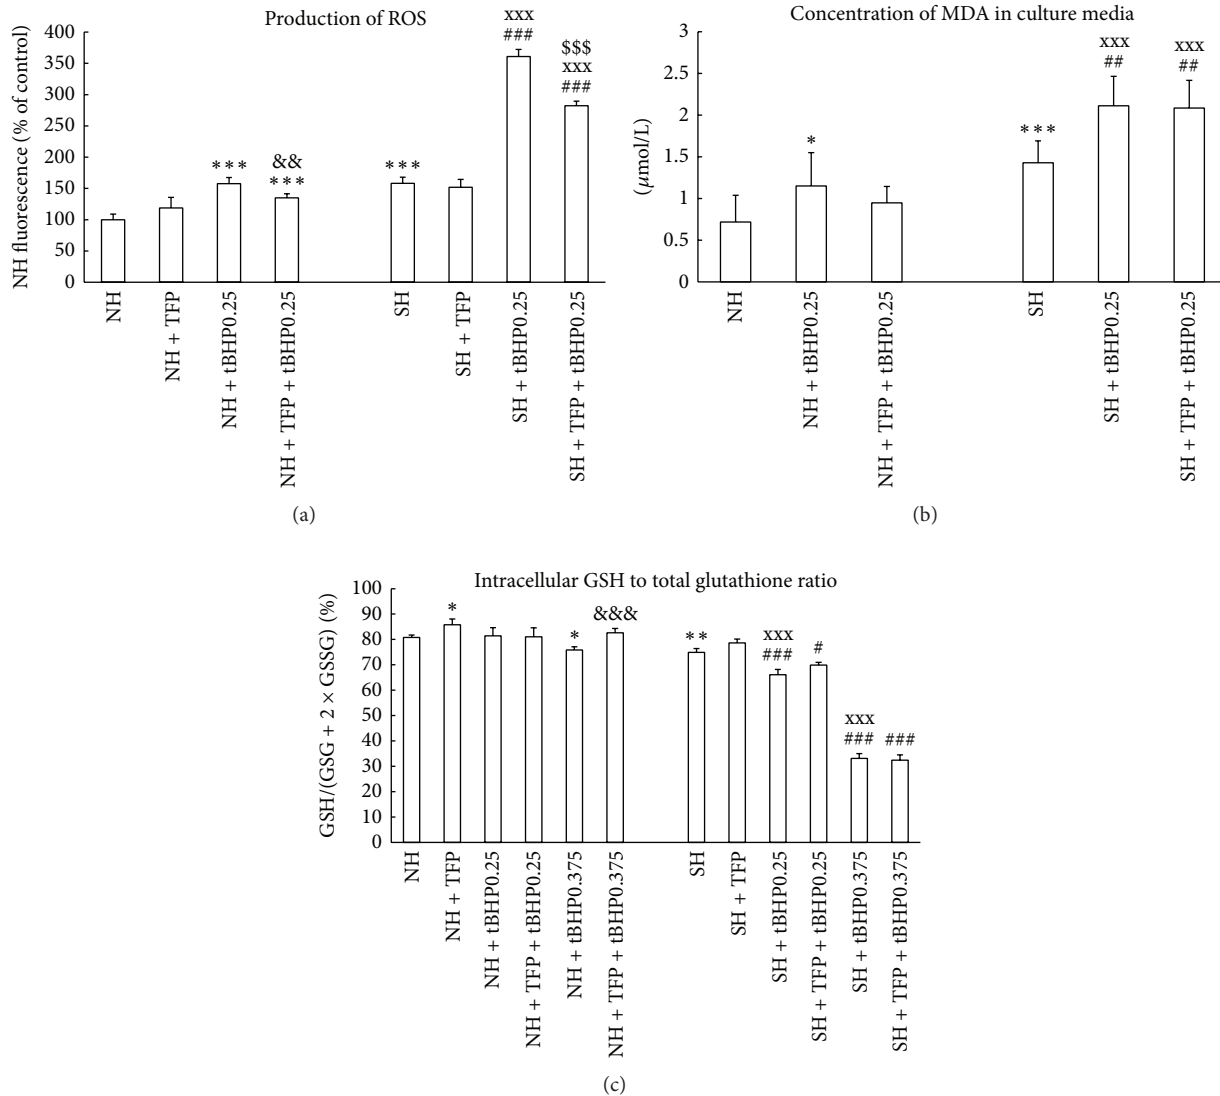 Production of ROS
NH fluorescence (% of control)
400
350
300
250
200
150
100
50
0
***
&&
***
***
xxx
###
$$$
xxx
###
NH
NH + TFP
NH + tBHP0.25
NH + TFP + tBHP0.25
SH
SH + TFP
SH + tBHP0.25
SH + TFP + tBHP0.25
(a)
Concentration of MDA in culture media
(μmol/L)
3
2.5
2
1.5
1
0.5
0
*
***
xxx
##
xxx
##
NH
NH + tBHP0.25
NH + TFP + tBHP0.25
SH
SH + tBHP0.25
SH + TFP + tBHP0.25
(b)
Intracellular GSH to total glutathione ratio
GSH/(GSG + 2 × GSSG) (%)
100
90
80
70
60
50
40
30
20
10
0
*
*
&&&
**
xxx
###
#
xxx
###
###
NH
NH + TFP
NH + tBHP0.25
NH + TFP + tBHP0.25
NH + tBHP0.375
NH + TFP + tBHP0.375
SH
SH + TFP
SH + tBHP0.25
SH + TFP + tBHP0.25
SH + tBHP0.375
SH + TFP + tBHP0.375
(c)